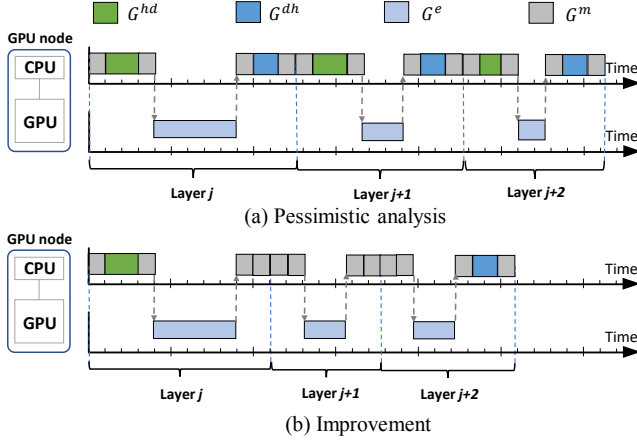 G^{hd} G^{dh} G^{e} G^{m}
GPU node
CPU
GPU
Time
Time
Layer j Layer j+1 Layer j+2
(a) Pessimistic analysis
GPU node
CPU
GPU
Time
Time
Layer j Layer j+1 Layer j+2
(b) Improvement